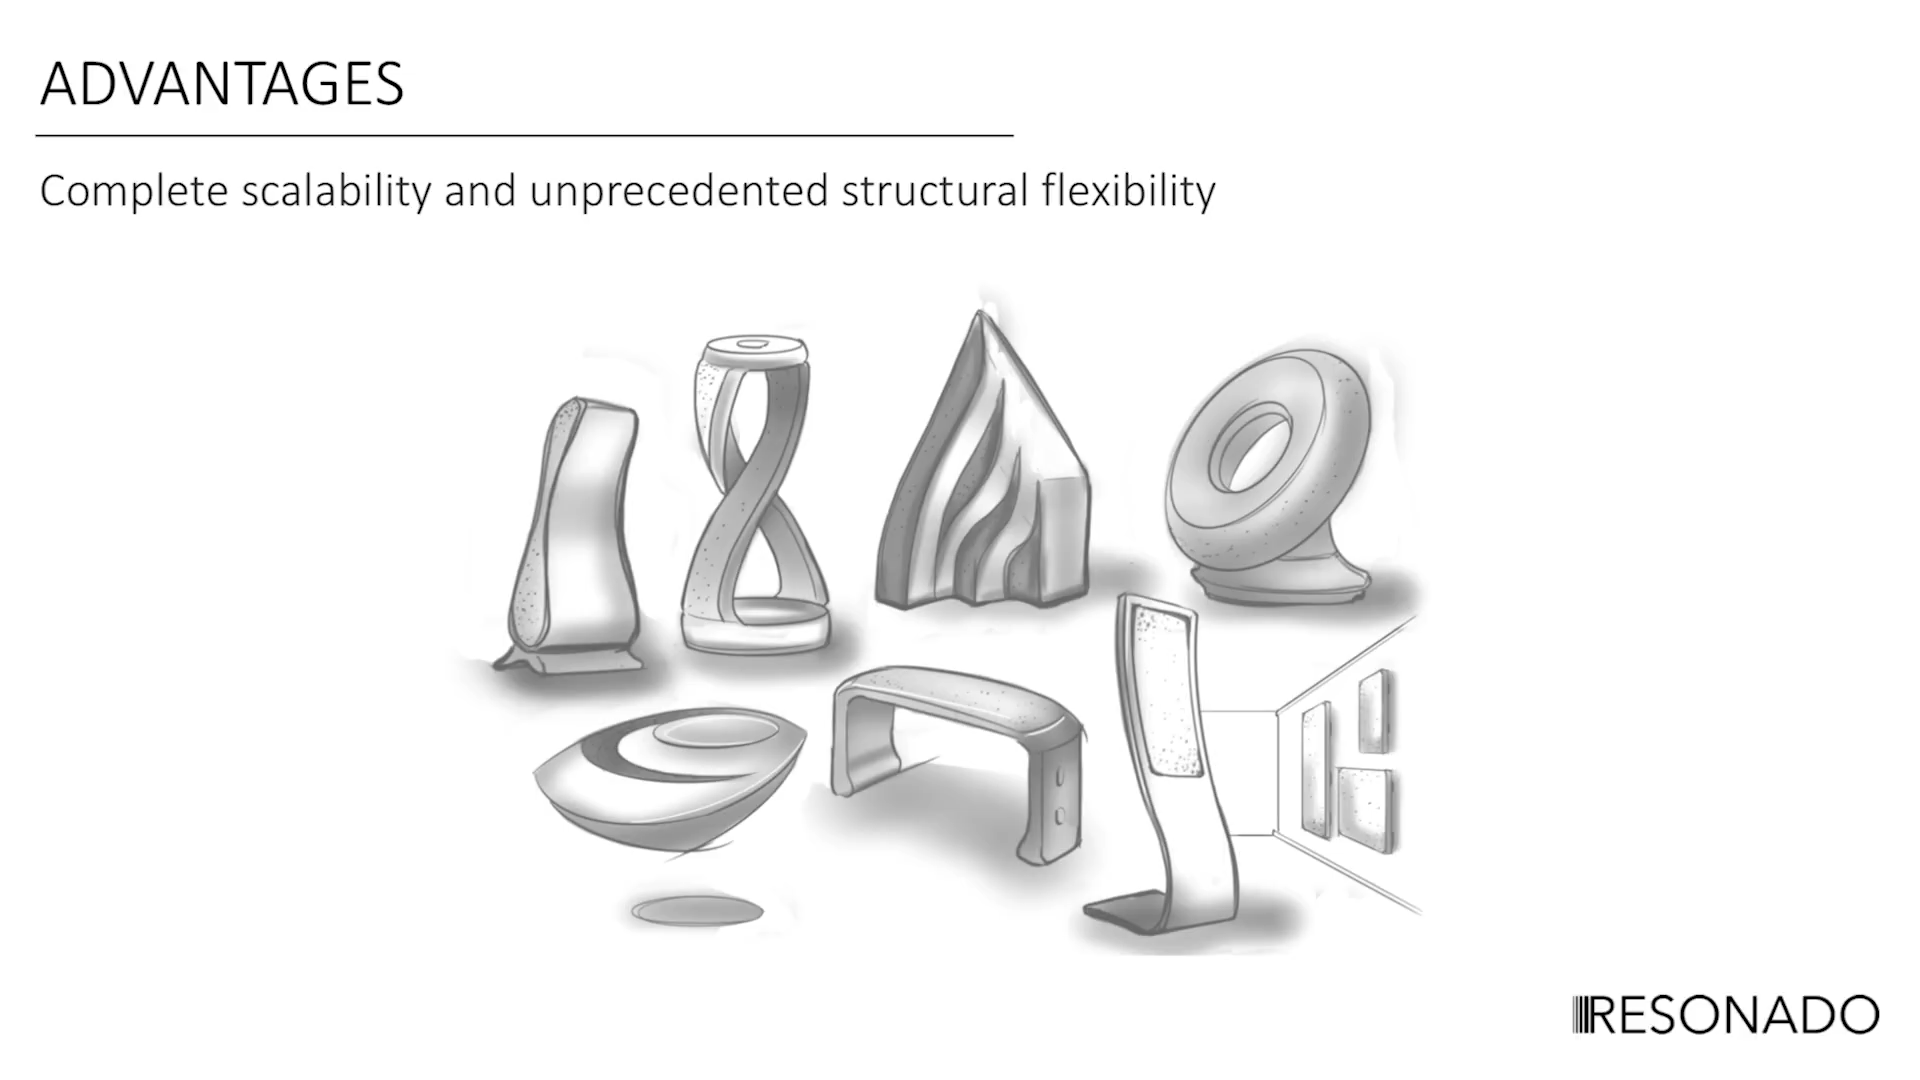 ADVANTAGES
Complete scalability and unprecedented structural flexibility
RESONADO